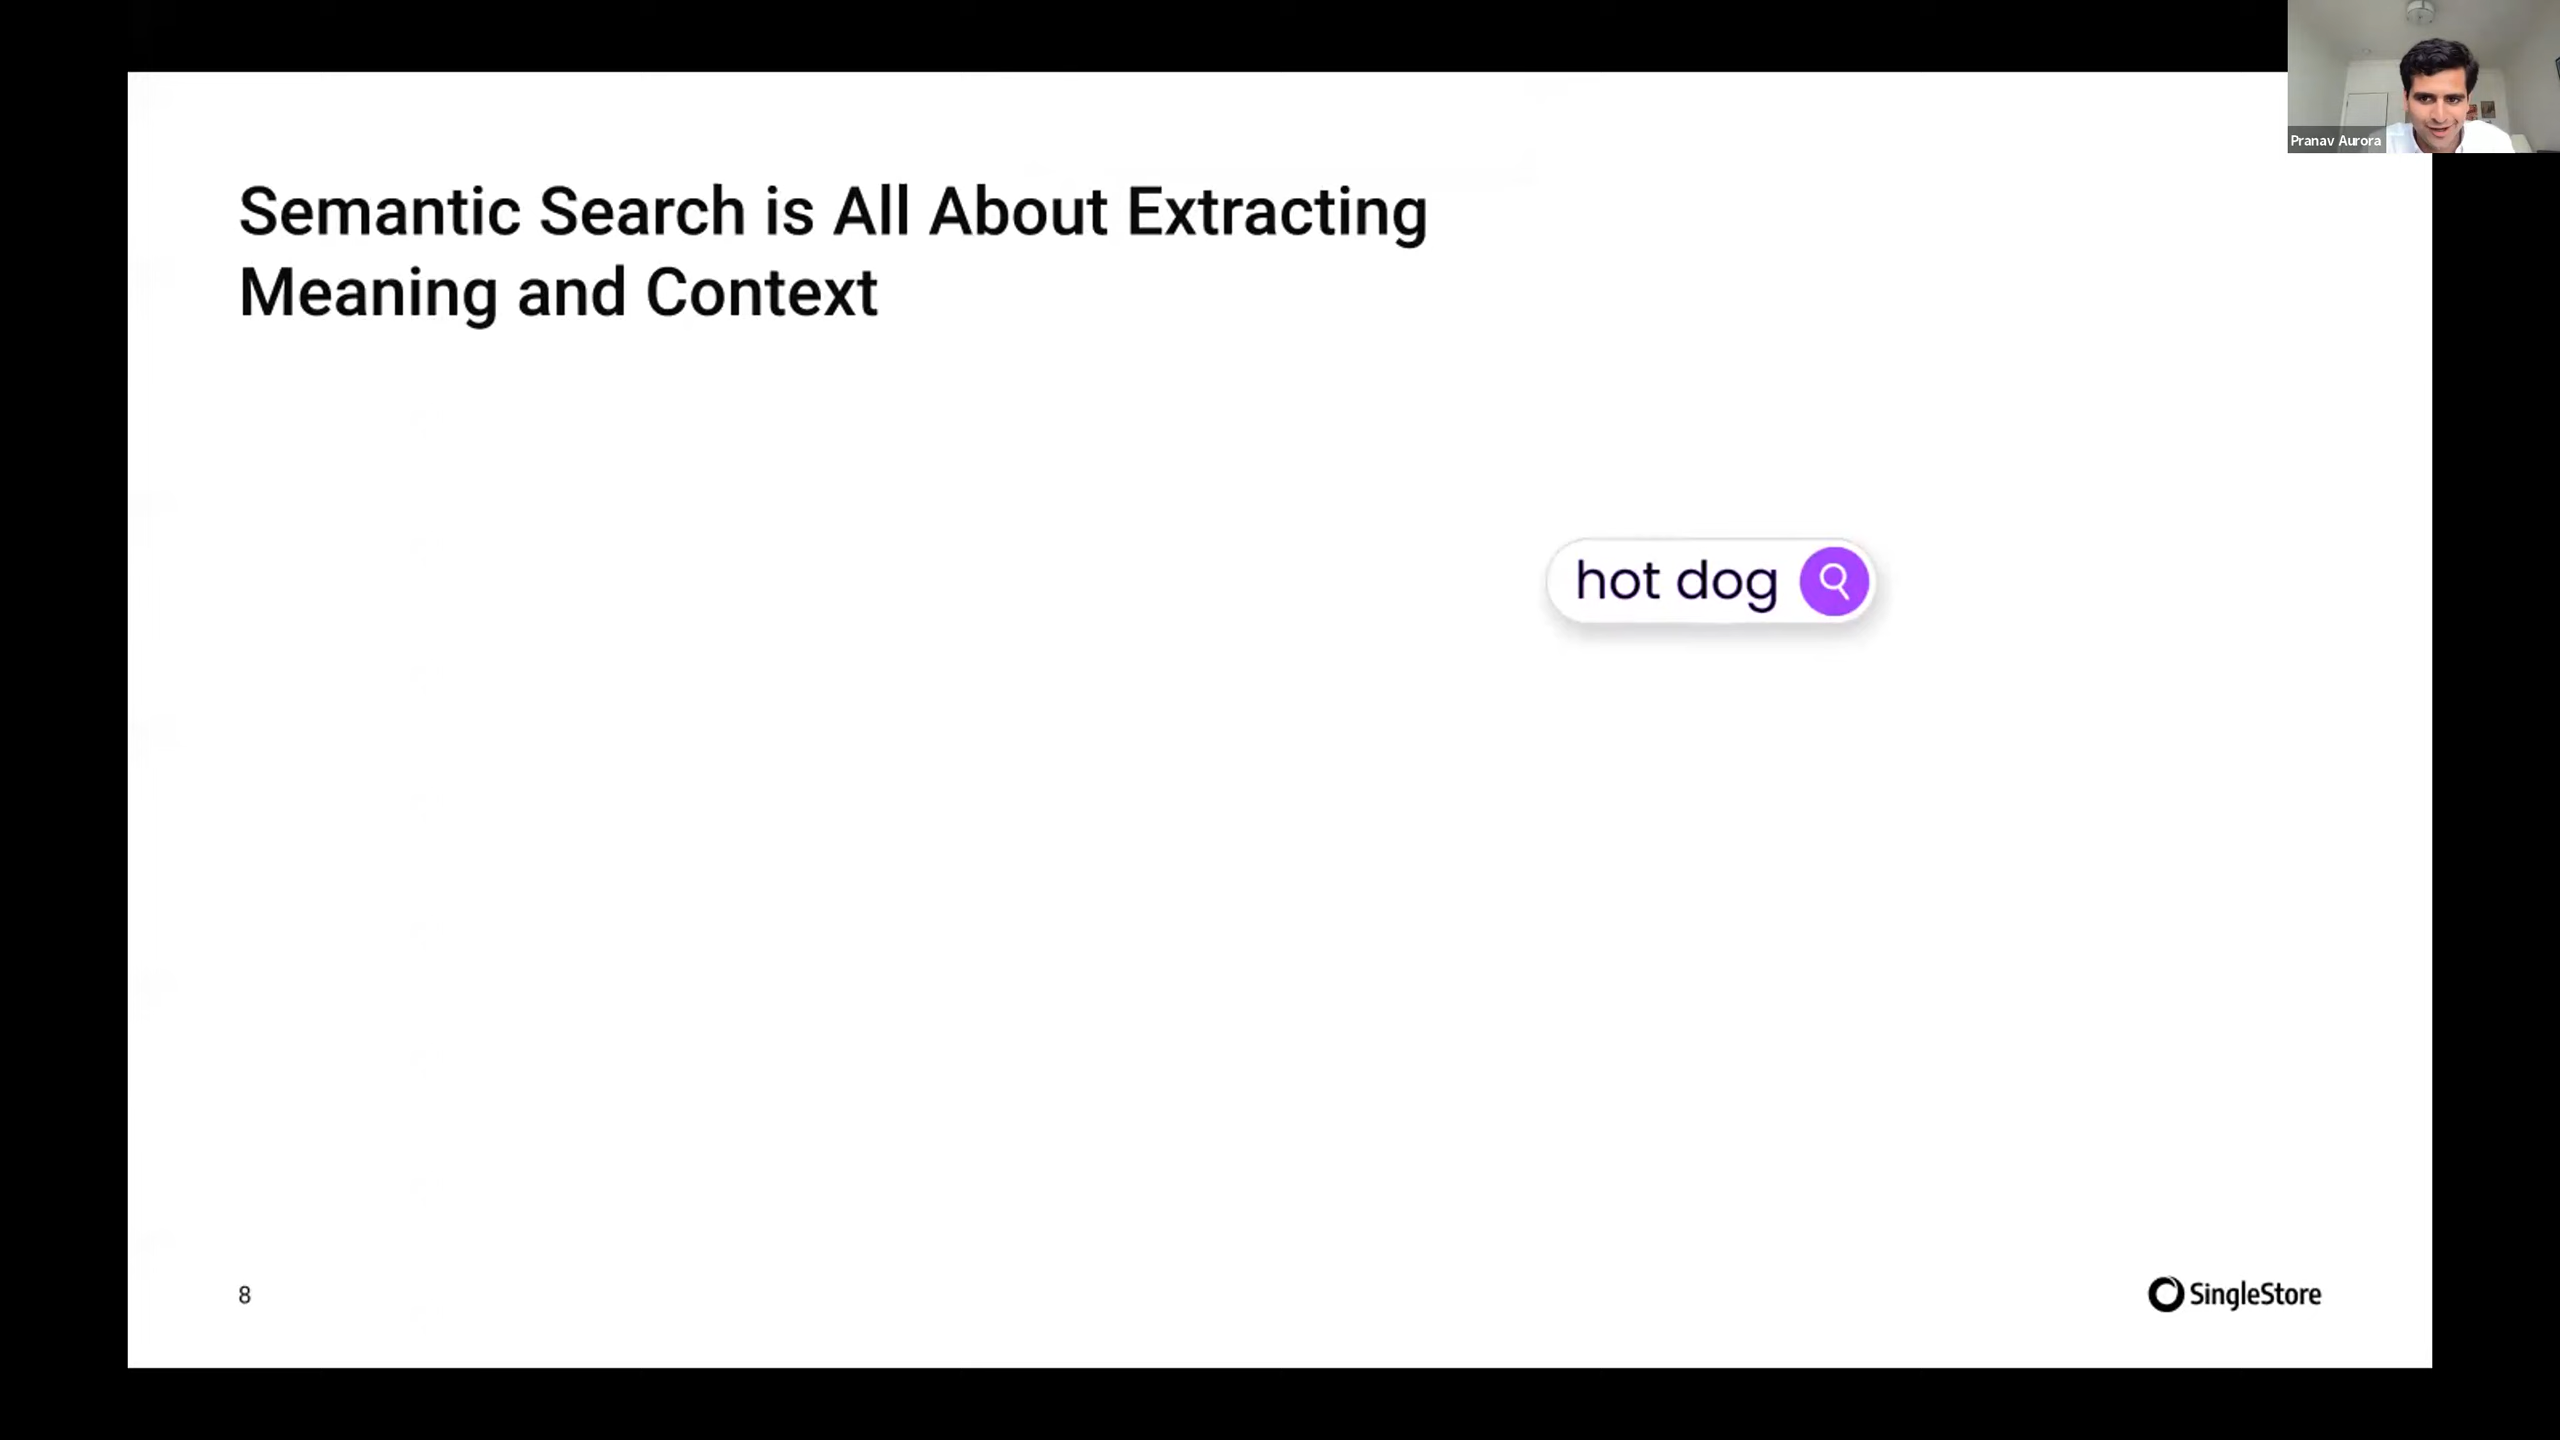 Pranav Aurora
Semantic Search is All About Extracting
Meaning and Context
hot dog
8
SingleStore